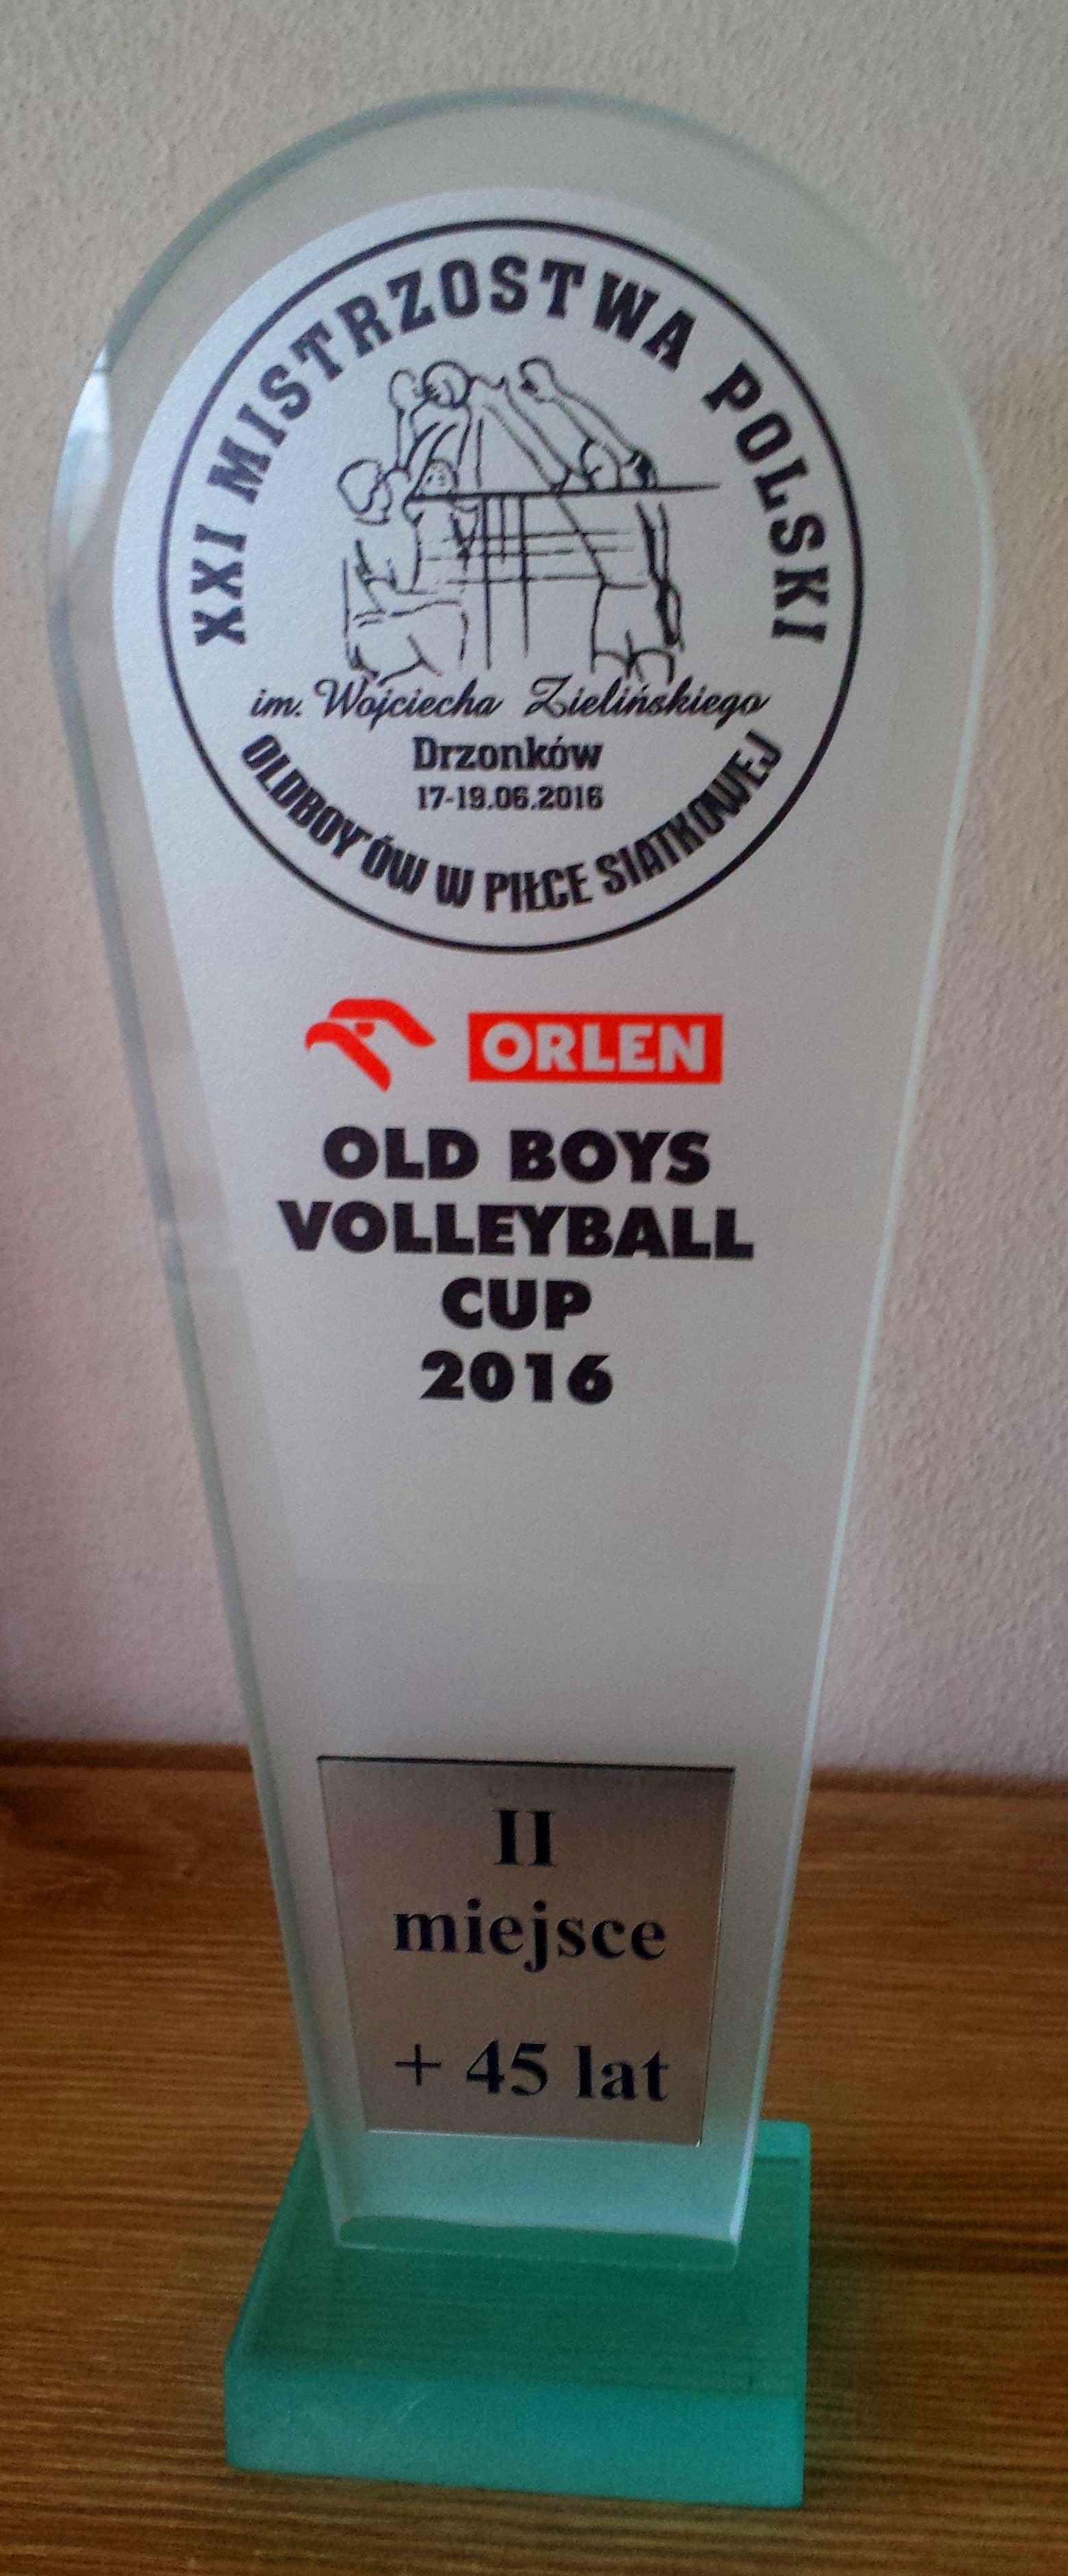 XXI MISTRZOSTWA POLSKI
im. Wojciecha Zielińskiego
Drzonków
17-19.06.2016
OLDBOY'ÓW W PIŁCE SIATKOWEJ
ORLEN
OLD BOYS
VOLLEYBALL
CUP
2016
II
miejsce
+ 45 lat